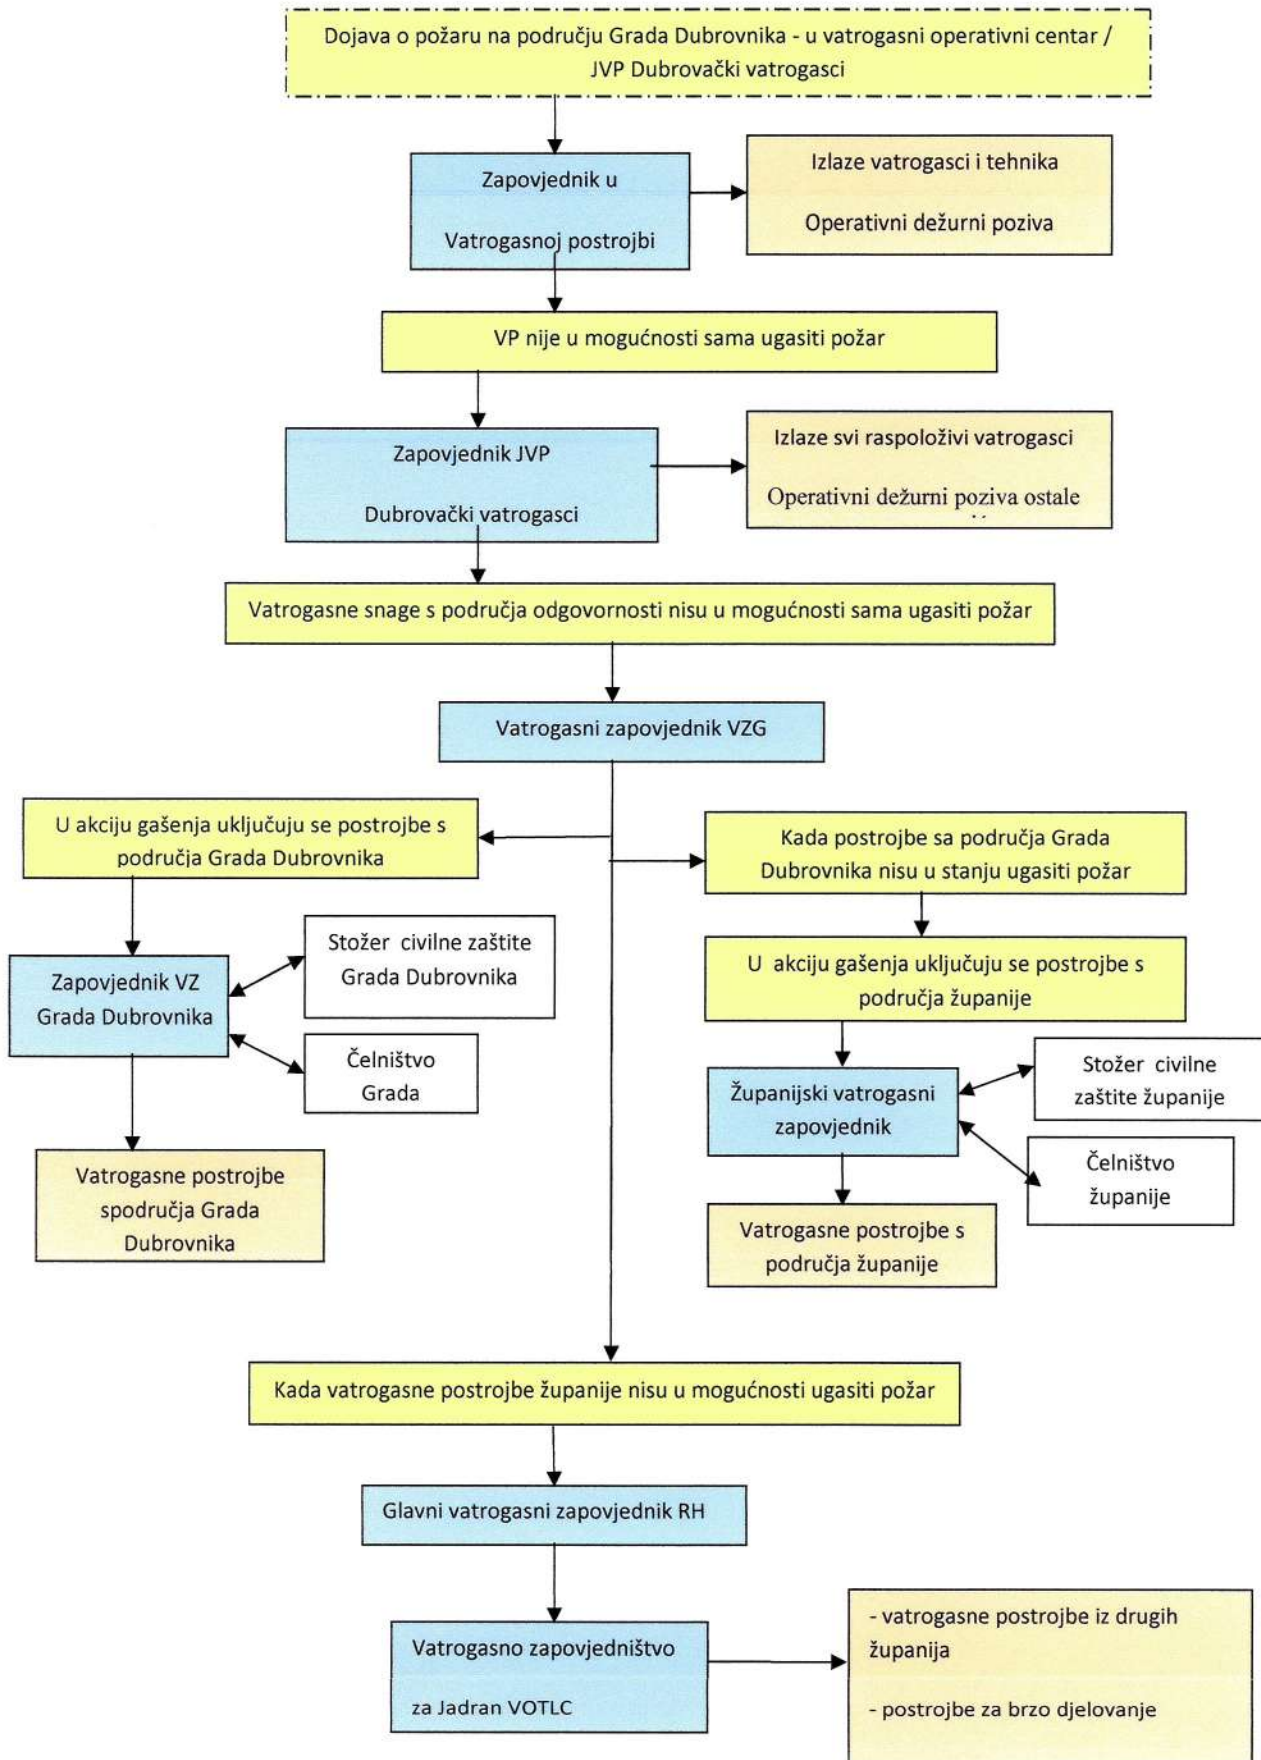 Dojava o požaru na području Grada Dubrovnika - u vatrogasni operativni centar /
JVP Dubrovački vatrogasci
Zapovjednik u
Vatrogasnoj postrojbi
Izlaze vatrogasci i tehnika
Operativni dežurni poziva
VP nije u mogućnosti sama ugasiti požar
Zapovjednik JVP
Dubrovački vatrogasci
Izlaze svi raspoloživi vatrogasci
Operativni dežurni poziva ostale
Vatrogasne snage s područja odgovornosti nisu u mogućnosti sama ugasiti požar
Vatrogasni zapovjednik VZG
U akciju gašenja uključuju se postrojbe s
područja Grada Dubrovnika
Zapovjednik VZ
Grada Dubrovnika
Stožer civilne zaštite
Grada Dubrovnika
Čelništvo
Grada
Vatrogasne postrojbe
spodručja Grada
Dubrovnika
Kada postrojbe sa područja Grada
Dubrovnika nisu u stanju ugasiti požar
U akciju gašenja uključuju se postrojbe s
područja županije
Županijski vatrogasni
zapovjednik
Stožer civilne
zaštite županije
Čelništvo
županije
Vatrogasne postrojbe s
područja županije
Kada vatrogasne postrojbe županije nisu u mogućnosti ugasiti požar
Glavni vatrogasni zapovjednik RH
Vatrogasno zapovjedništvo
za Jadran VOTLC
- vatrogasne postrojbe iz drugih
županija
- postrojbe za brzo djelovanje